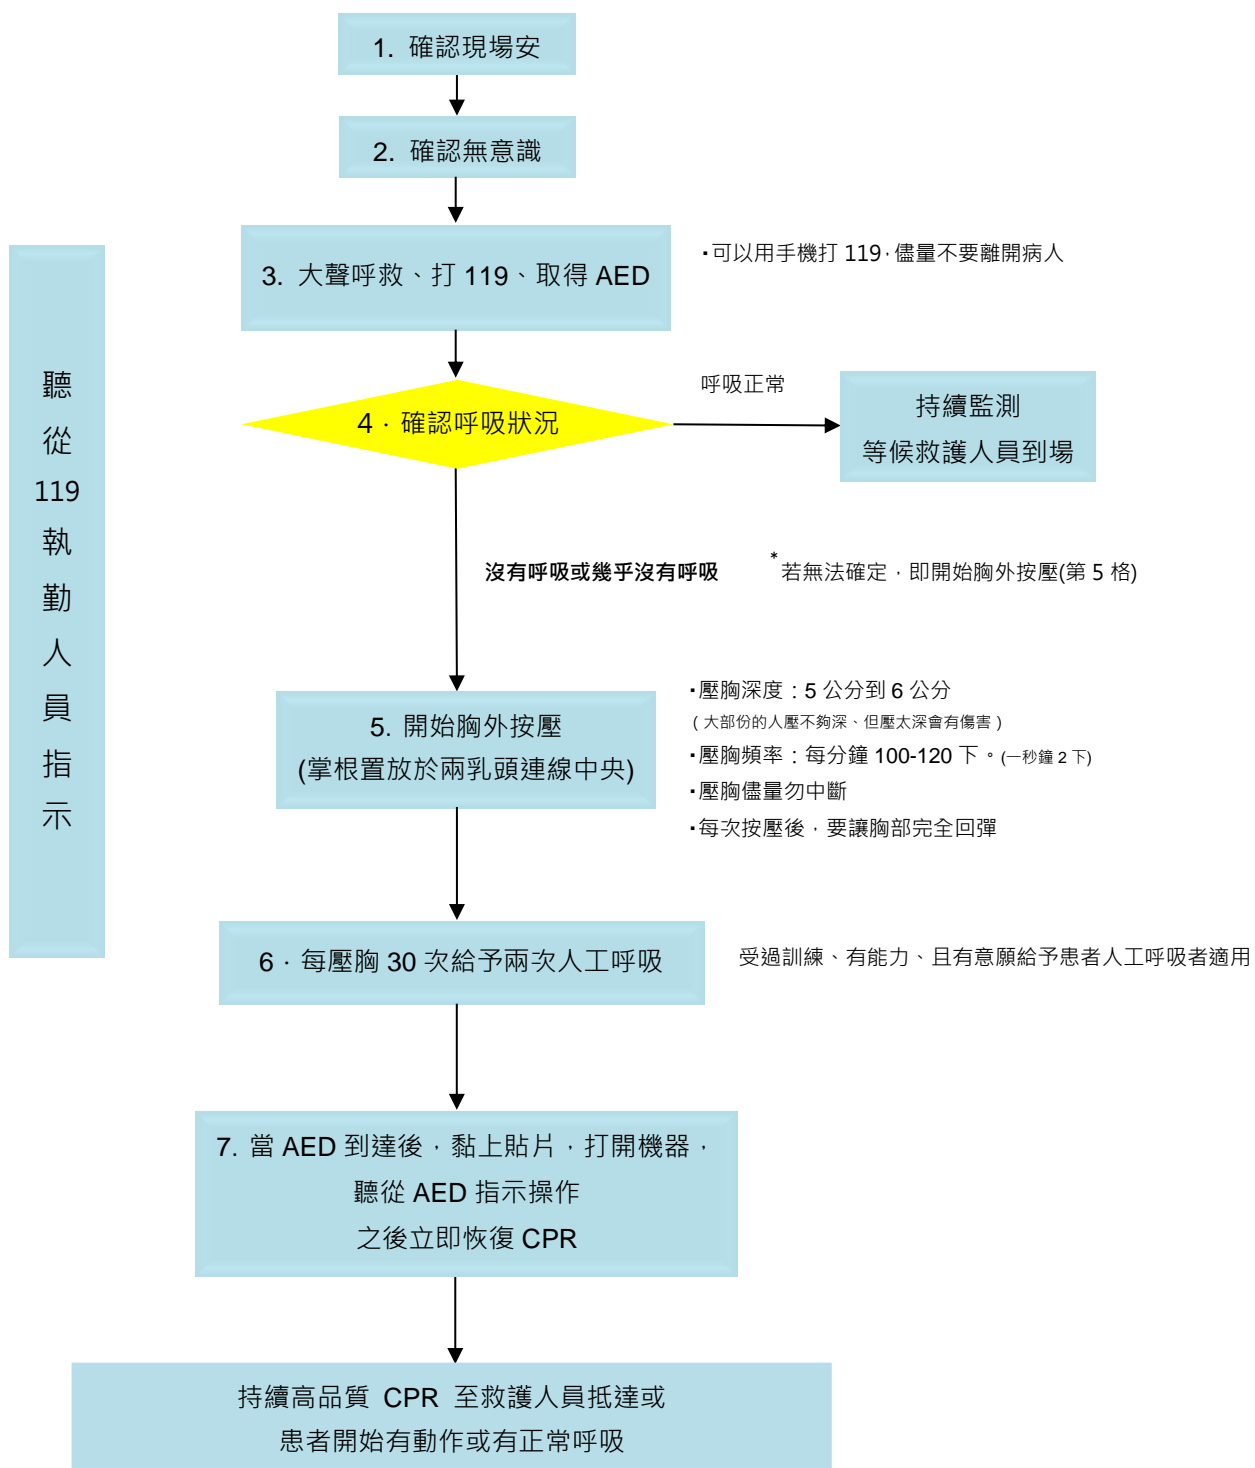 1. 確認現場安
2. 確認無意識
3. 大聲呼救、打 119、取得 AED
▪可以用手機打 119，儘量不要離開病人
4．確認呼吸狀況
呼吸正常
持續監測
等候救護人員到場
聽
從
119
執
勤
人
員
指
示
沒有呼吸或幾乎沒有呼吸
*若無法確定，即開始胸外按壓(第 5 格)
5. 開始胸外按壓
(掌根置放於兩乳頭連線中央)
▪壓胸深度：5 公分到 6 公分
（大部份的人壓不夠深、但壓太深會有傷害）
▪壓胸頻率：每分鐘 100-120 下。(一秒鐘 2 下)
▪壓胸儘量勿中斷
▪每次按壓後，要讓胸部完全回彈
6．每壓胸 30 次給予兩次人工呼吸
受過訓練、有能力、且有意願給予患者人工呼吸者適用
7. 當 AED 到達後，黏上貼片，打開機器，
聽從 AED 指示操作
之後立即恢復 CPR
持續高品質 CPR 至救護人員抵達或
患者開始有動作或有正常呼吸